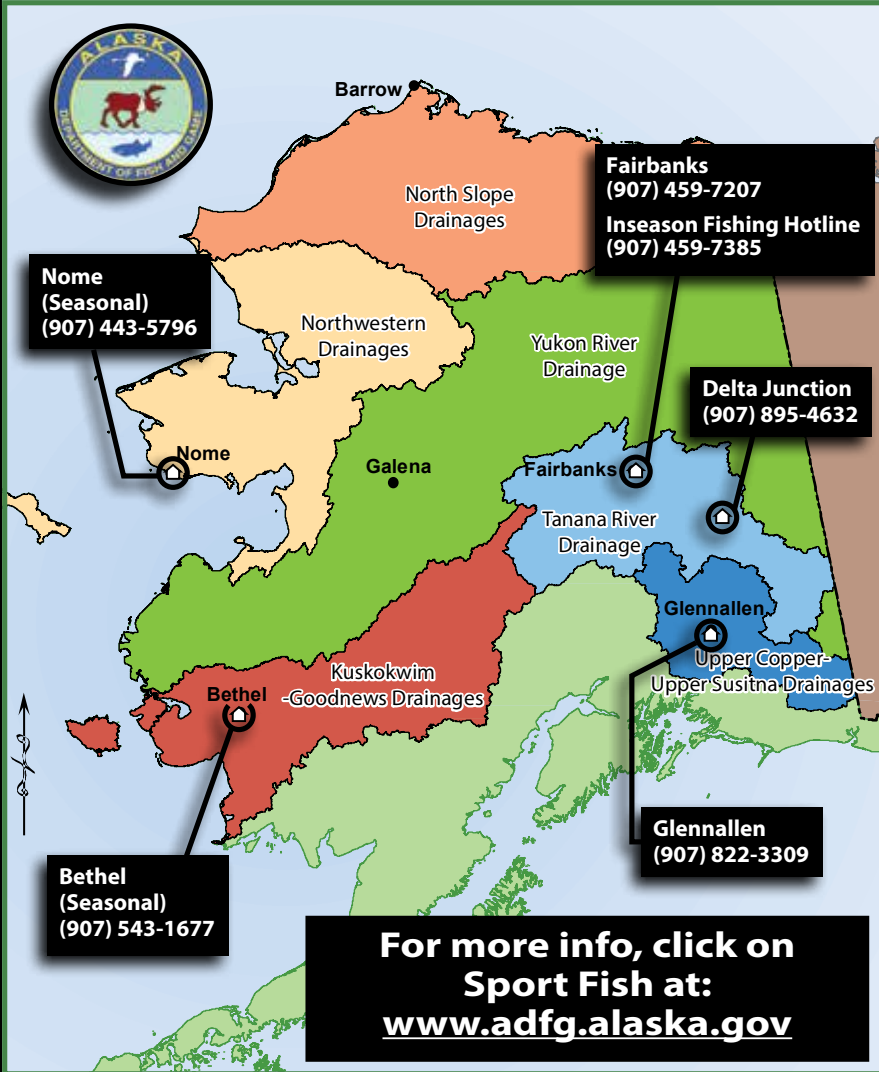 ALASKA
DEPARTMENT OF FISH AND GAME
Barrow
North Slope
Drainages
Fairbanks
(907) 459-7207
Inseason Fishing Hotline
(907) 459-7385
Nome
(Seasonal)
(907) 443-5796
Northwestern
Drainages
Yukon River
Drainage
Delta Junction
(907) 895-4632
Nome
Galena
Fairbanks
Tanana River
Drainage
Glennallen
Upper Copper-
Upper Susitna Drainages
Kuskokwim
-Goodnews Drainages
Bethel
Glennallen
(907) 822-3309
Bethel
(Seasonal)
(907) 543-1677
For more info, click on
Sport Fish at:
www.adfg.alaska.gov